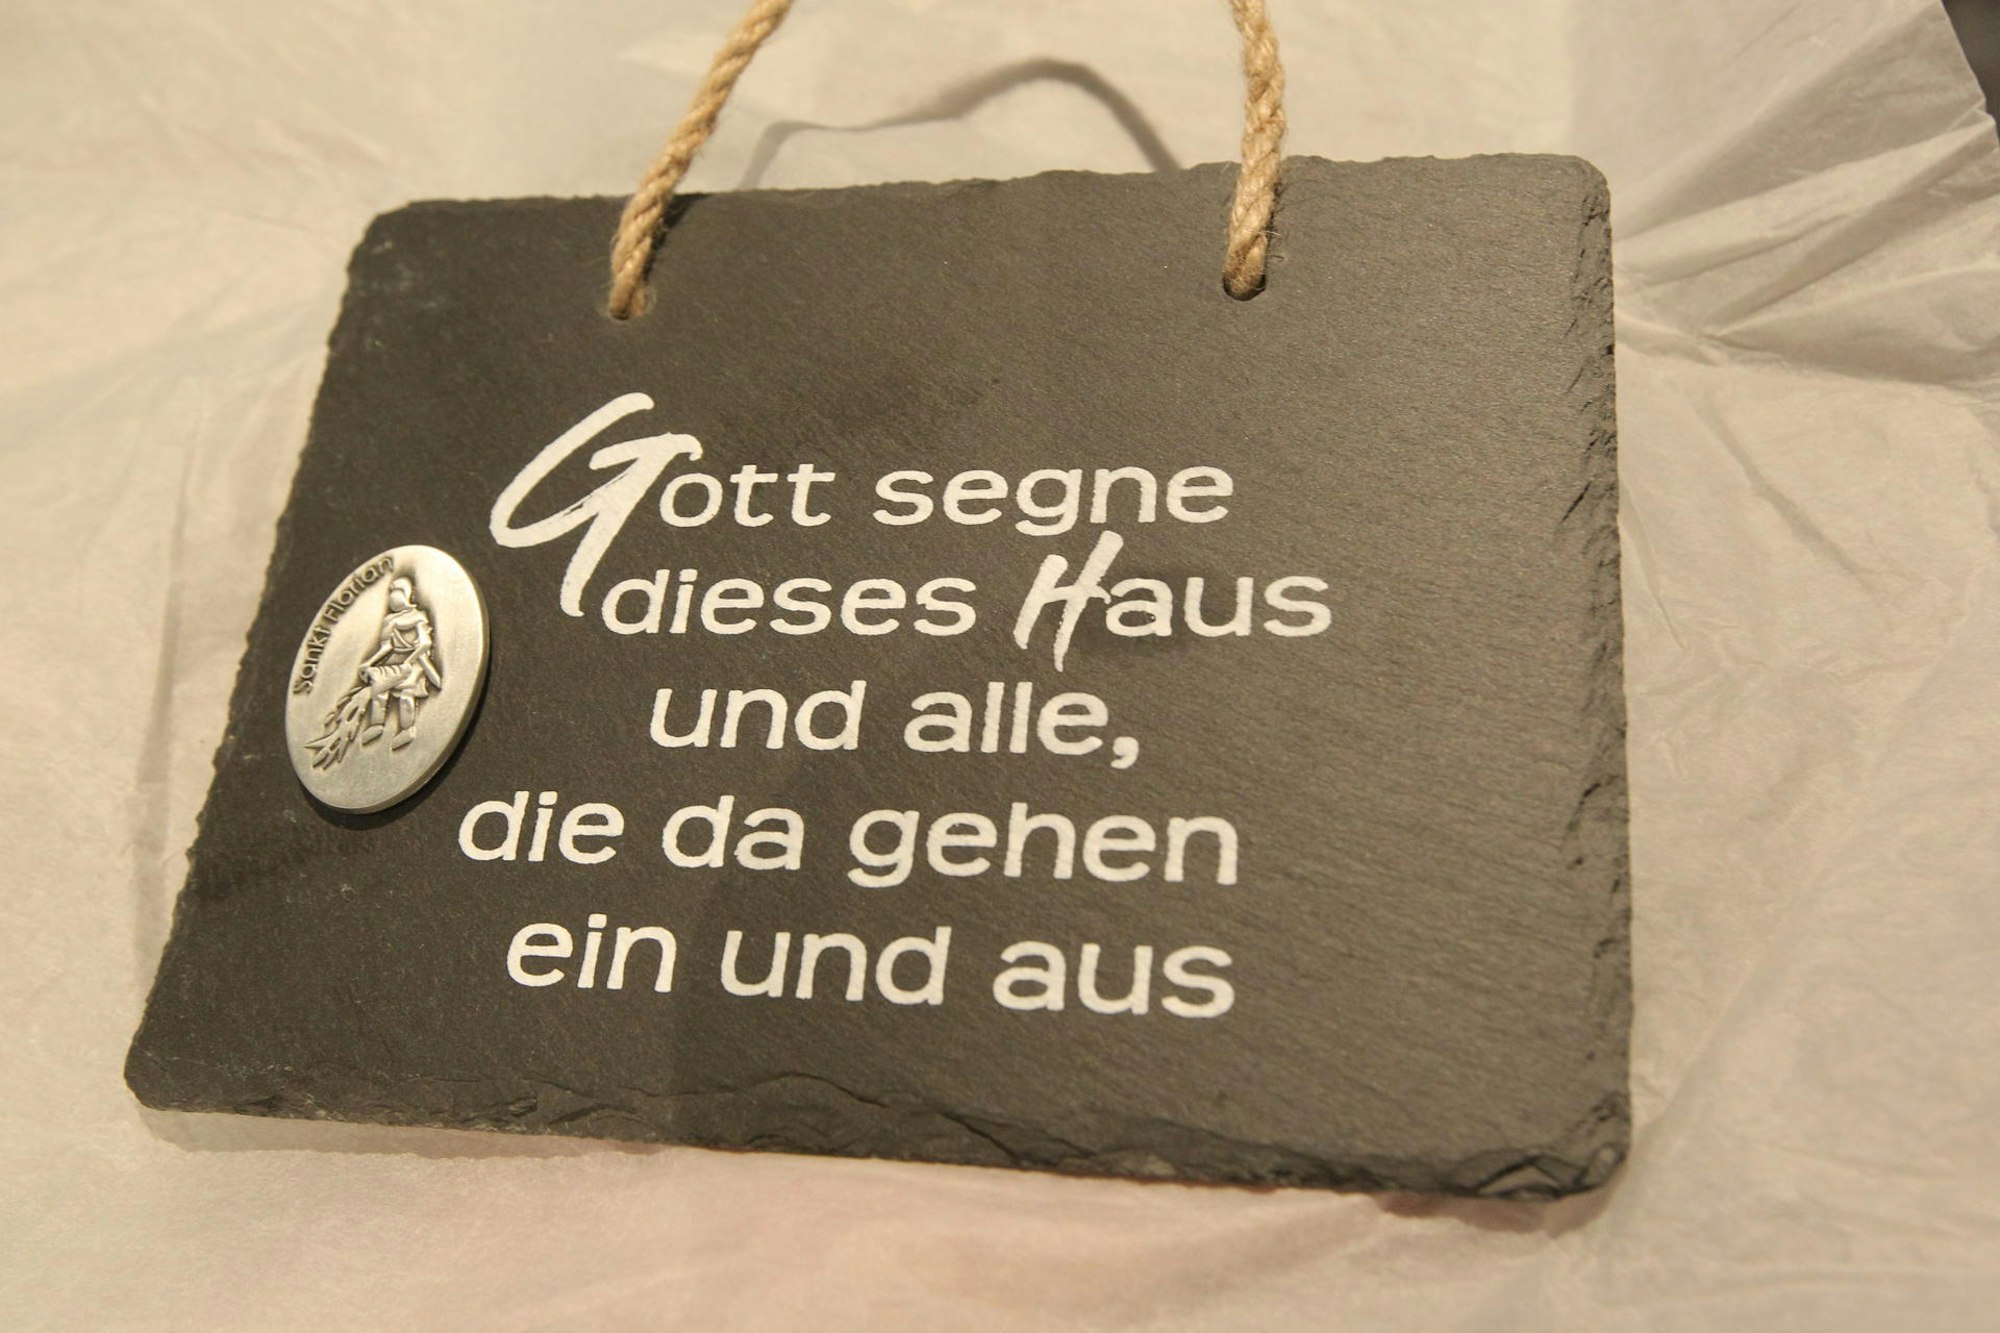 Gott segne
dieses Haus
und alle,
die da gehen
ein und aus
Sankt Florian